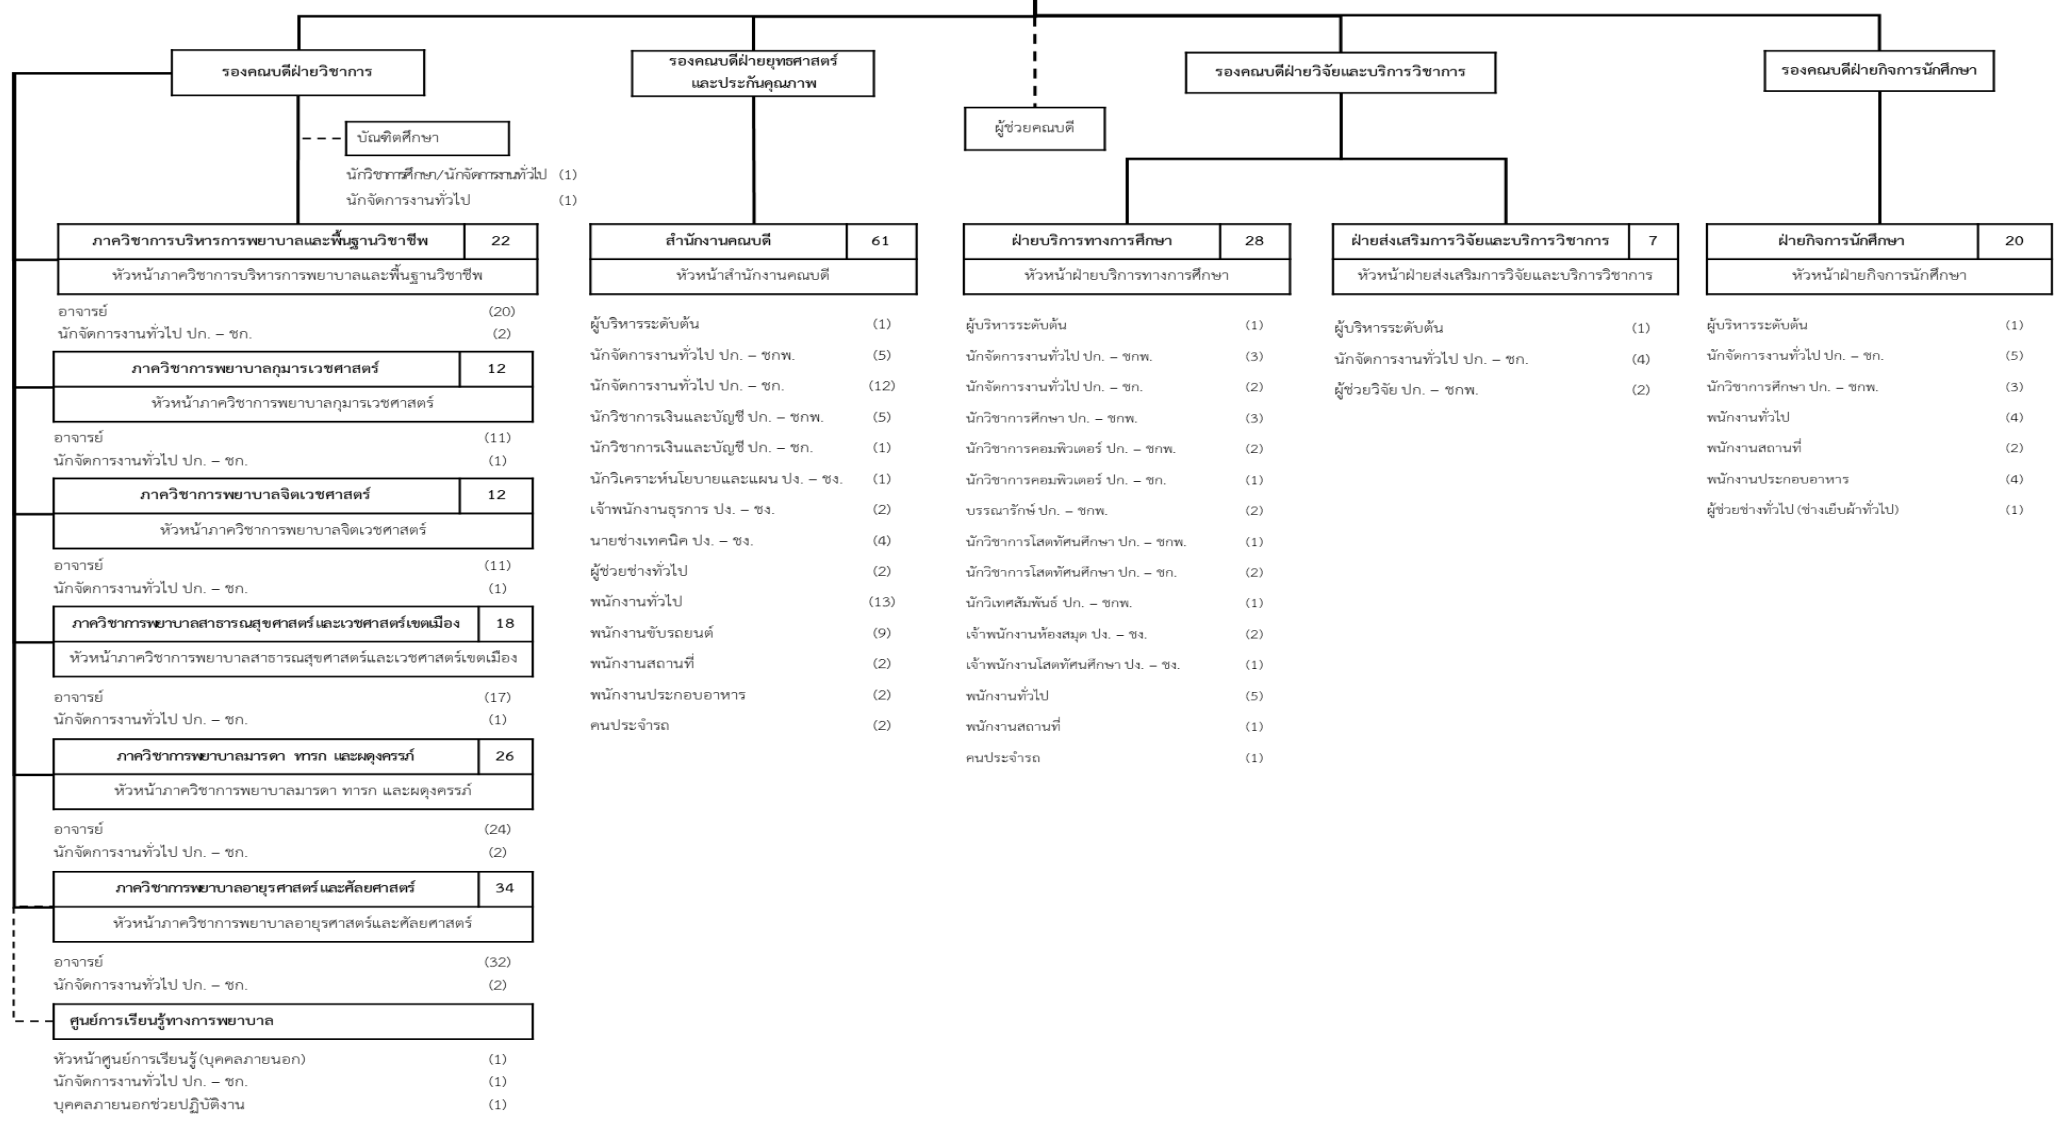 รองคณบดีฝ่ายวิชาการ
รองคณบดีฝ่ายยุทธศาสตร์
และประกันคุณภาพ
รองคณบดีฝ่ายวิจัยและบริการวิชาการ
รองคณบดีฝ่ายกิจการนักศึกษา
ผู้ช่วยคณบดี
บัณฑิตศึกษา
นักวิชาการศึกษา/นักจัดการงานทั่วไป (1)
นักจัดการงานทั่วไป (1)
ภาควิชาการบริหารการพยาบาลและพื้นฐานวิชาชีพ 22
หัวหน้าภาควิชาการบริหารการพยาบาลและพื้นฐานวิชาชีพ
อาจารย์ (20)
นักจัดการงานทั่วไป ปก. – ชก. (2)
ภาควิชาการพยาบาลกุมารเวชศาสตร์ 12
หัวหน้าภาควิชาการพยาบาลกุมารเวชศาสตร์
อาจารย์ (11)
นักจัดการงานทั่วไป ปก. – ชก. (1)
ภาควิชาการพยาบาลจิตเวชศาสตร์ 12
หัวหน้าภาควิชาการพยาบาลจิตเวชศาสตร์
อาจารย์ (11)
นักจัดการงานทั่วไป ปก. – ชก. (1)
ภาควิชาการพยาบาลสาธารณสุขศาสตร์และเวชศาสตร์เขตเมือง 18
หัวหน้าภาควิชาการพยาบาลสาธารณสุขศาสตร์และเวชศาสตร์เขตเมือง
อาจารย์ (17)
นักจัดการงานทั่วไป ปก. – ชก. (1)
ภาควิชาการพยาบาลมารดา ทารก และผดุงครรภ์ 26
หัวหน้าภาควิชาการพยาบาลมารดา ทารก และผดุงครรภ์
อาจารย์ (24)
นักจัดการงานทั่วไป ปก. – ชก. (2)
ภาควิชาการพยาบาลอายุรศาสตร์และศัลยศาสตร์ 34
หัวหน้าภาควิชาการพยาบาลอายุรศาสตร์และศัลยศาสตร์
อาจารย์ (32)
นักจัดการงานทั่วไป ปก. – ชก. (2)
ศูนย์การเรียนรู้ทางการพยาบาล
หัวหน้าศูนย์การเรียนรู้ (บุคคลภายนอก) (1)
นักจัดการงานทั่วไป ปก. – ชก. (1)
บุคคลภายนอกช่วยปฏิบัติงาน (1)
สำนักงานคณบดี 61
หัวหน้าสำนักงานคณบดี
ผู้บริหารระดับต้น (1)
นักจัดการงานทั่วไป ปก. – ชกพ. (5)
นักจัดการงานทั่วไป ปก. – ชก. (12)
นักวิชาการเงินและบัญชี ปก. – ชกพ. (5)
นักวิชาการเงินและบัญชี ปก. – ชก. (1)
นักวิเคราะห์นโยบายและแผน ปง. – ชง. (1)
เจ้าพนักงานธุรการ ปง. – ชง. (2)
นายช่างเทคนิค ปง. – ชง. (4)
ผู้ช่วยช่างทั่วไป (2)
พนักงานทั่วไป (13)
พนักงานขับรถยนต์ (9)
พนักงานสถานที่ (2)
พนักงานประกอบอาหาร (2)
คนประจำรถ (2)
ฝ่ายบริการทางการศึกษา 28
หัวหน้าฝ่ายบริการทางการศึกษา
ผู้บริหารระดับต้น (1)
นักจัดการงานทั่วไป ปก. – ชกพ. (3)
นักจัดการงานทั่วไป ปก. – ชก. (2)
นักวิชาการศึกษา ปก. – ชกพ. (3)
นักวิชาการคอมพิวเตอร์ ปก. – ชกพ. (2)
นักวิชาการคอมพิวเตอร์ ปก. – ชก. (1)
บรรณารักษ์ ปก. – ชกพ. (2)
นักวิชาการโสตทัศนศึกษา ปก. – ชกพ. (1)
นักวิชาการโสตทัศนศึกษา ปก. – ชก. (2)
นักวิเทศสัมพันธ์ ปก. – ชกพ. (1)
เจ้าพนักงานห้องสมุด ปง. – ชง. (2)
เจ้าพนักงานโสตทัศนศึกษา ปง. – ชง. (1)
พนักงานทั่วไป (5)
พนักงานสถานที่ (1)
คนประจำรถ (1)
ฝ่ายส่งเสริมการวิจัยและบริการวิชาการ 7
หัวหน้าฝ่ายส่งเสริมการวิจัยและบริการวิชาการ
ผู้บริหารระดับต้น (1)
นักจัดการงานทั่วไป ปก. – ชก. (4)
ผู้ช่วยวิจัย ปก. – ชกพ. (2)
ฝ่ายกิจการนักศึกษา 20
หัวหน้าฝ่ายกิจการนักศึกษา
ผู้บริหารระดับต้น (1)
นักจัดการงานทั่วไป ปก. – ชก. (5)
นักวิชาการศึกษา ปก. – ชกพ. (3)
พนักงานทั่วไป (4)
พนักงานสถานที่ (2)
พนักงานประกอบอาหาร (4)
ผู้ช่วยช่างทั่วไป (ช่างเย็บผ้าทั่วไป) (1)